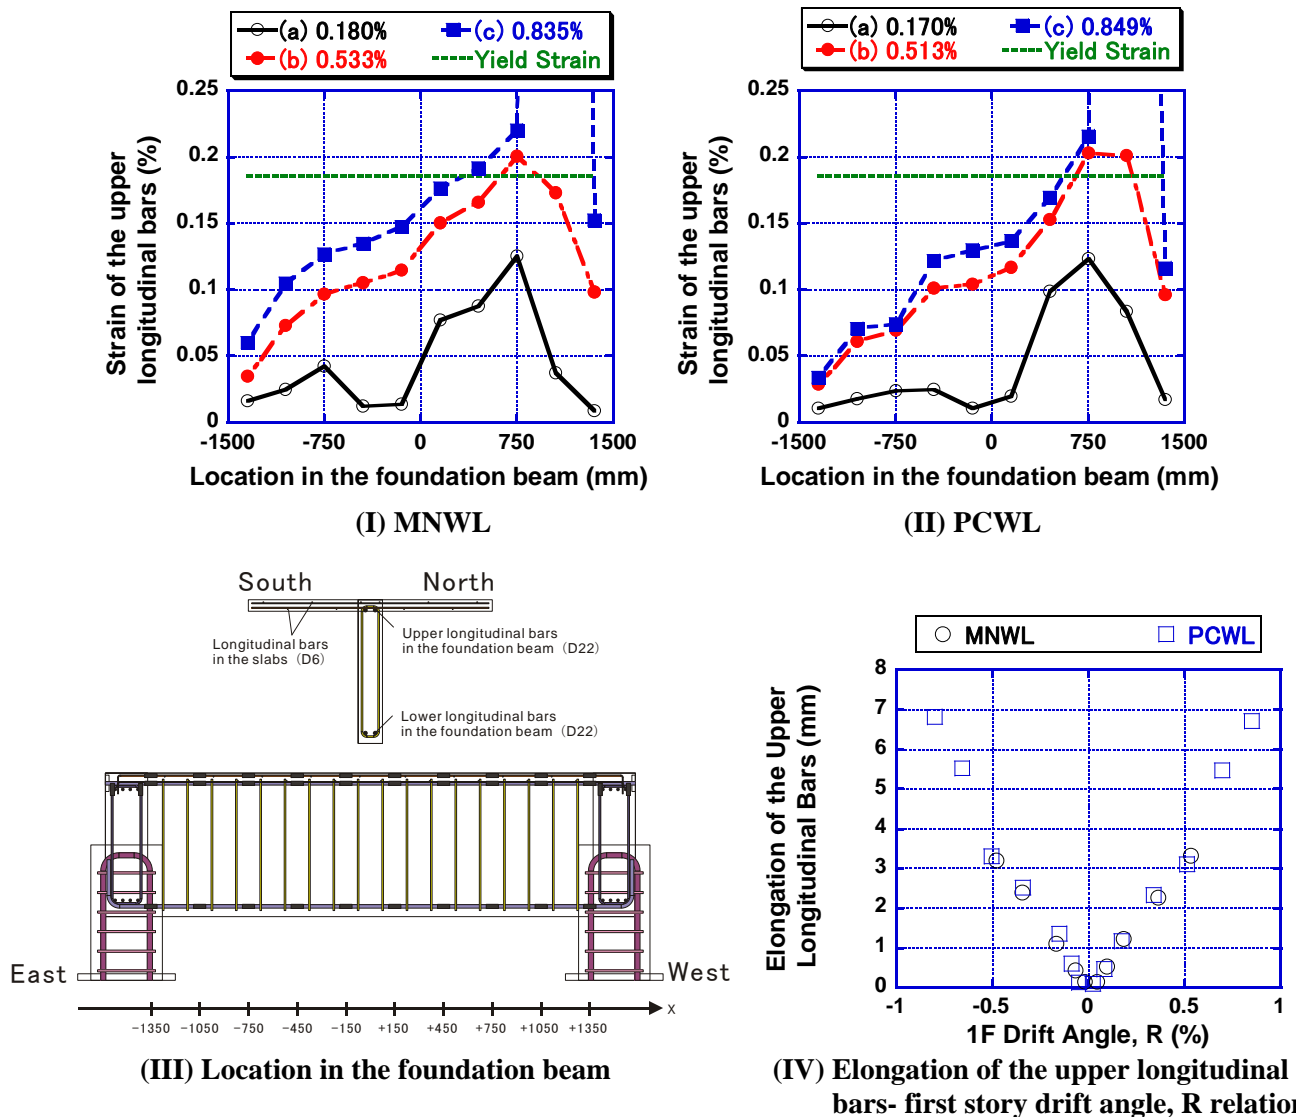 (a) 0.180%
(c) 0.835%
(b) 0.533%
Yield Strain
0.25
0.2
0.15
0.1
0.05
0
-1500
-750
0
750
1500
Strain of the upper
longitudinal bars (%)
Location in the foundation beam (mm)
(I) MNWL
(a) 0.170%
(c) 0.849%
(b) 0.513%
Yield Strain
0.25
0.2
0.15
0.1
0.05
0
-1500
-750
0
750
1500
Strain of the upper
longitudinal bars (%)
Location in the foundation beam (mm)
(II) PCWL
South
North
Longitudinal bars
in the slabs (D6)
Upper longitudinal bars
in the foundation beam (D22)
Lower longitudinal bars
in the foundation beam (D22)
East
West
x
-1350
-1050
-750
-450
-150
+150
+450
+750
+1050
+1350
(III) Location in the foundation beam
MNWL
PCWL
8
7
6
5
4
3
2
1
0
-1
-0.5
0
0.5
1
Elongation of the Upper
Longitudinal Bars (mm)
1F Drift Angle, R (%)
(IV) Elongation of the upper longitudinal
bars- first story drift angle, R relation